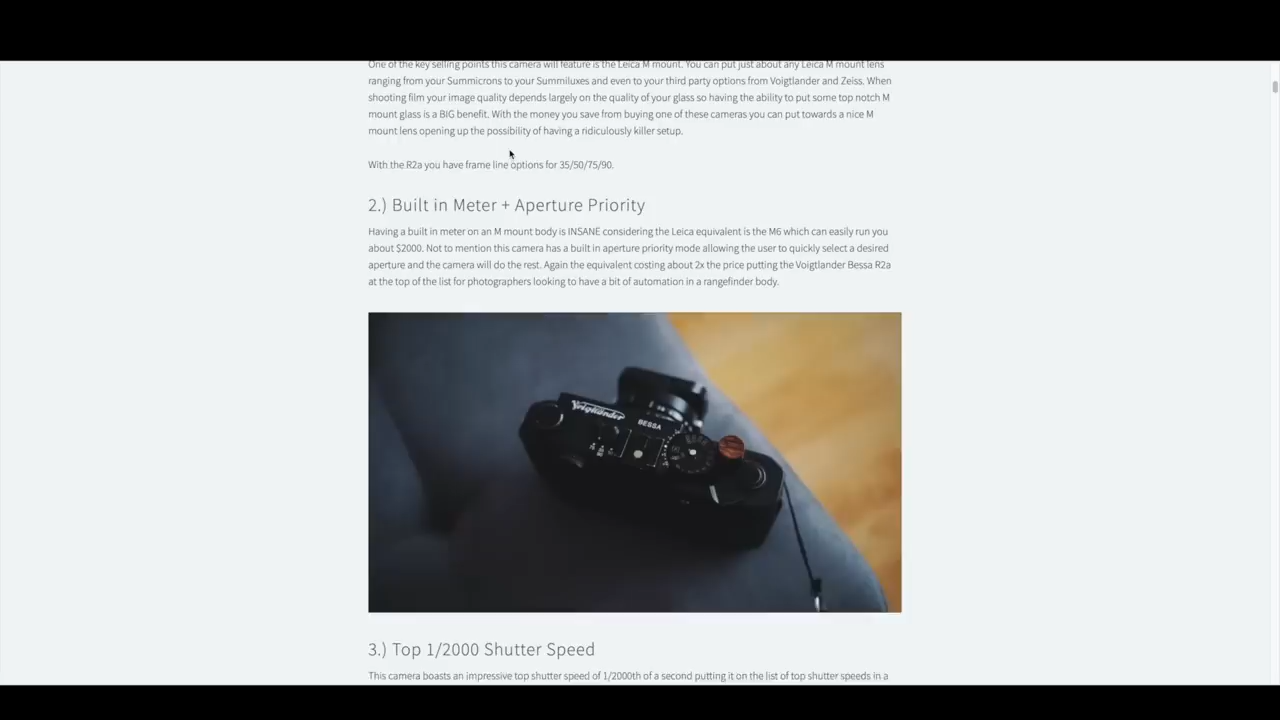 One of the key selling points this camera will feature is the Leica M mount. You can put just about any Leica M mount lens
ranging from your Summicrons to your Summiluxes and even to your third party options from Voigtlander and Zeiss. When
shooting film your image quality depends largely on the quality of your glass so having the ability to put some top notch M
mount glass is a BIG benefit. With the money you save from buying one of these cameras you can put towards a nice M
mount lens opening up the possibility of having a ridiculously killer setup.
With the R2a you have frame line options for 35/50/75/90.
2.) Built in Meter + Aperture Priority
Having a built in meter on an M mount body is INSANE considering the Leica equivalent is the M6 which can easily run you
about $2000. Not to mention this camera has a built in aperture priority mode allowing the user to quickly select a desired
aperture and the camera will do the rest. Again the equivalent costing about 2x the price putting the Voigtlander Bessa R2a
at the top of the list for photographers looking to have a bit of automation in a rangefinder body.
Voigtländer
BESSA
3.) Top 1/2000 Shutter Speed
This camera boasts an impressive top shutter speed of 1/2000th of a second putting it on the list of top shutter speeds in a